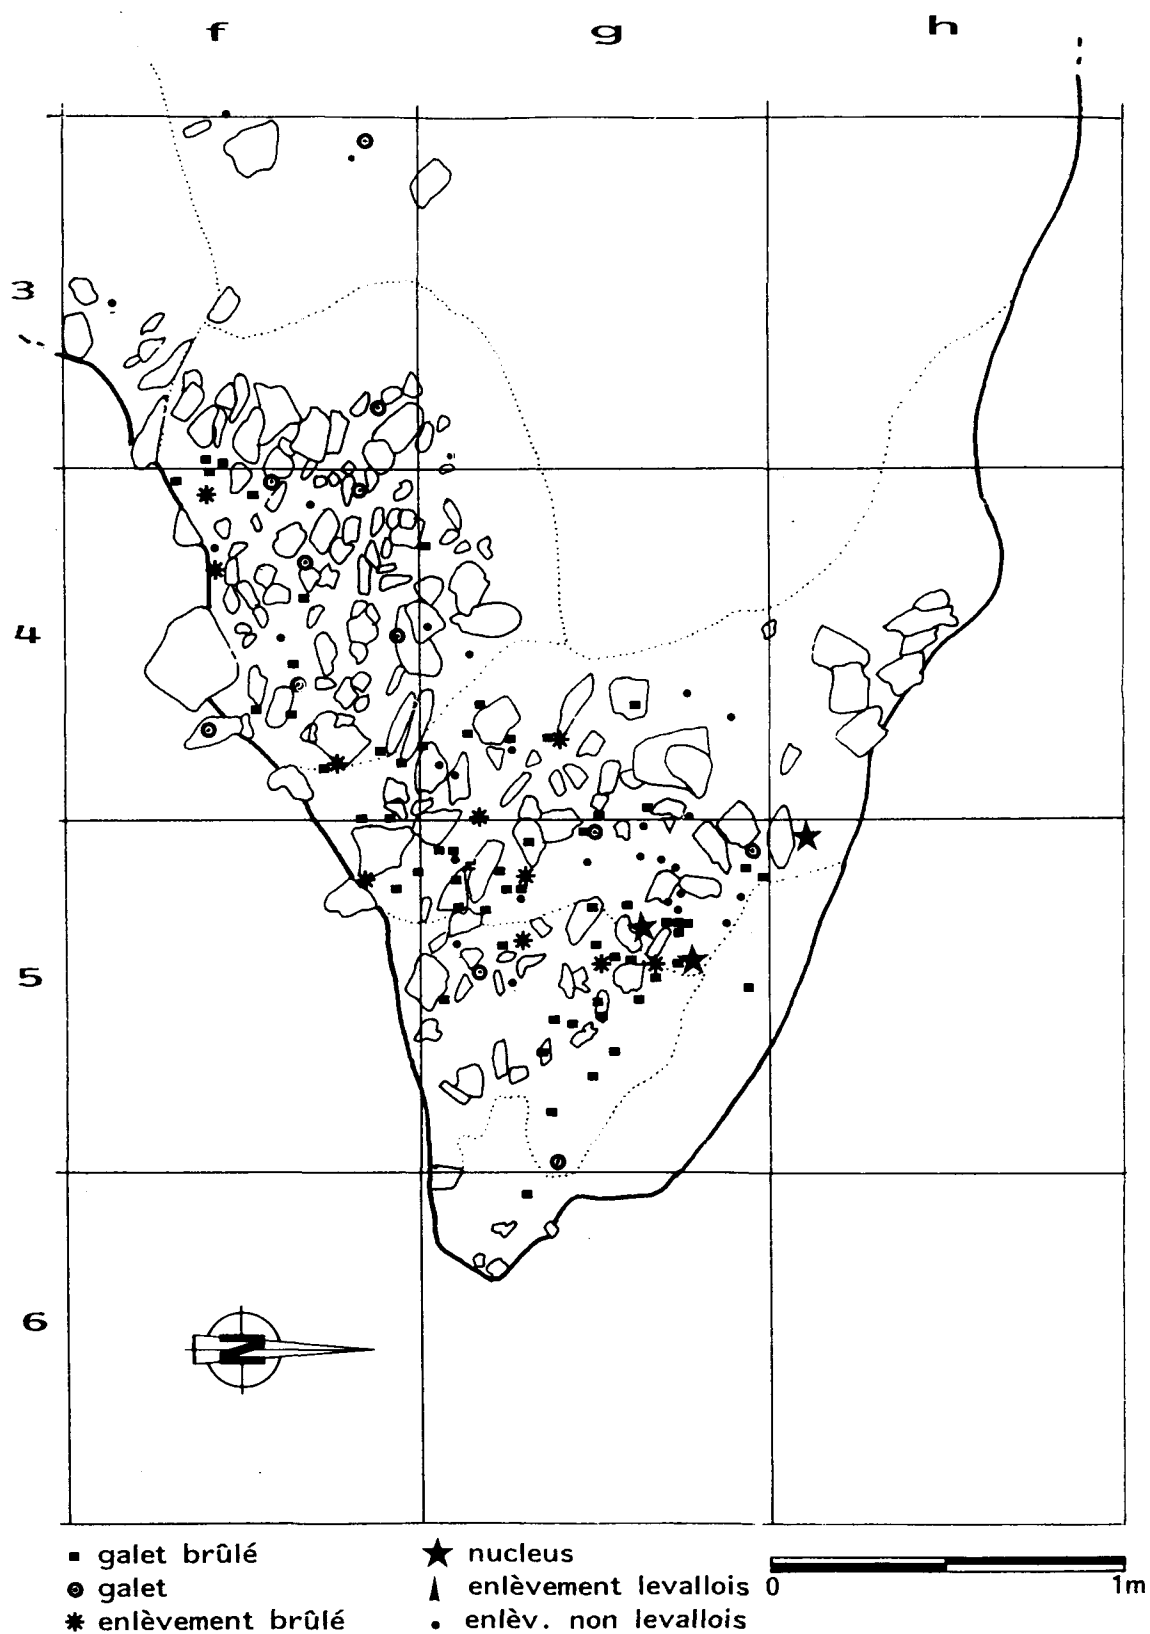 f g h
3
4
5
6
N
galet brûlé
galet
enlèvement brûlé
nucleus
enlèvement levallois
enlèv. non levallois
0 1m